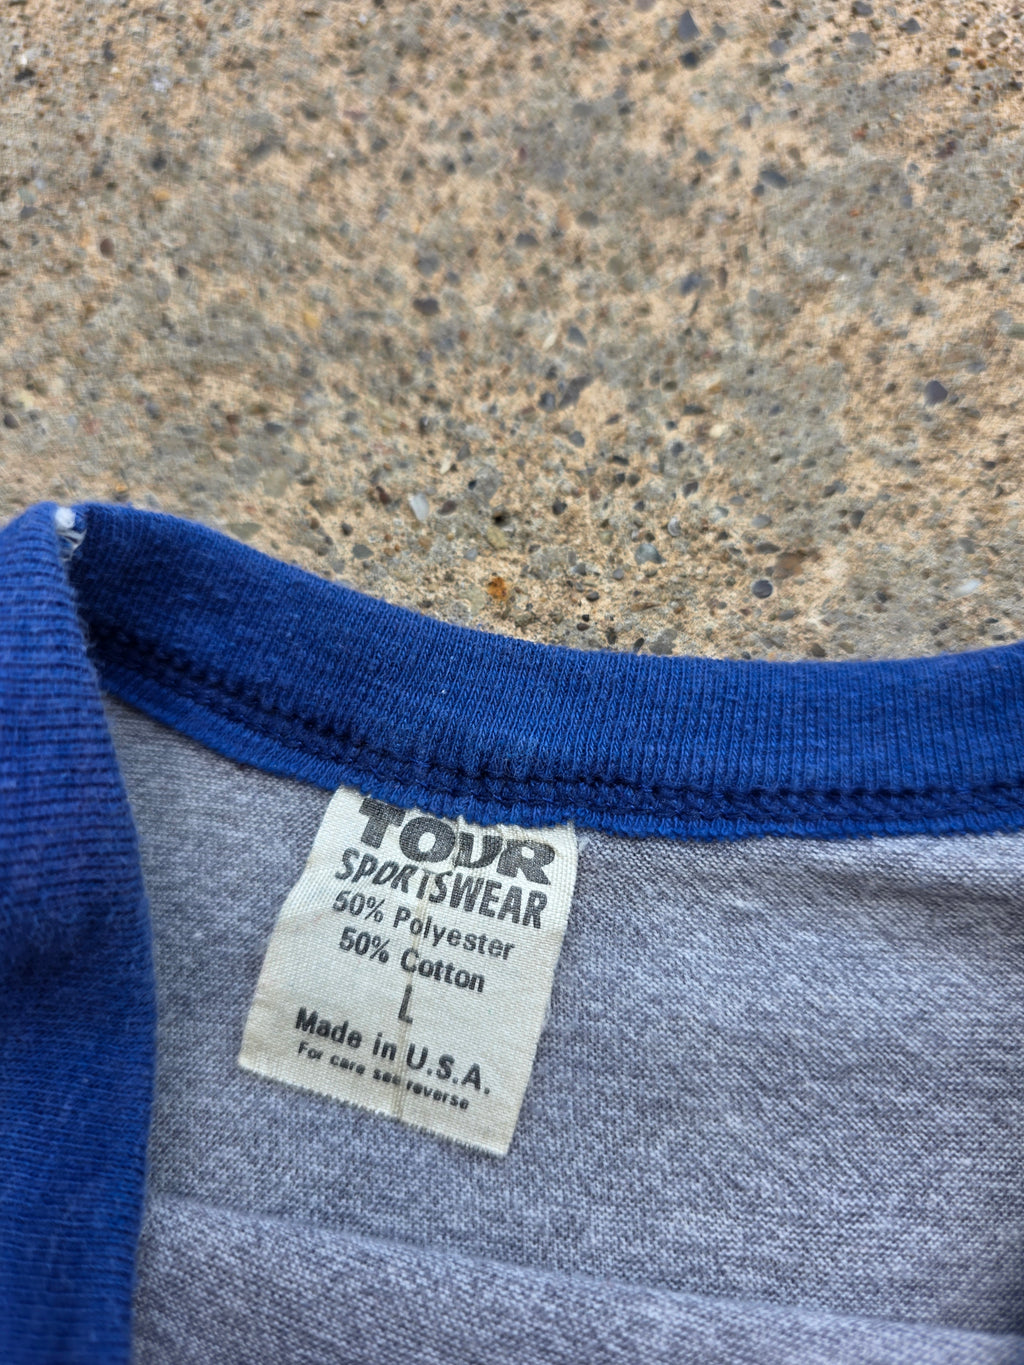 TOUR
SPORTSWEAR
50% Polyester
50% Cotton
L
Made in U.S.A.
For care see reverse